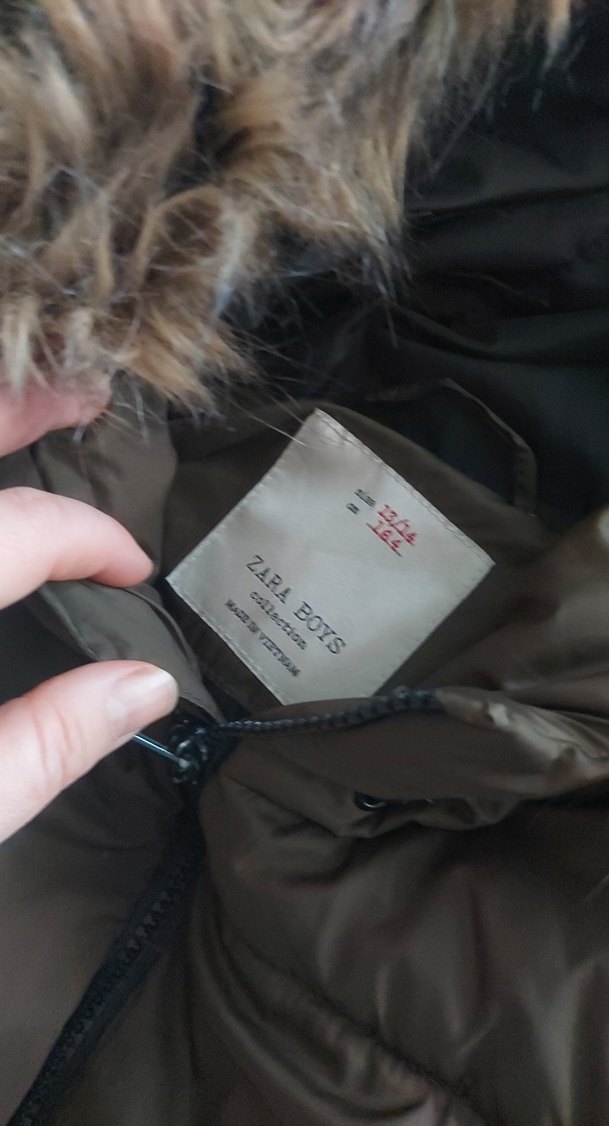 size 13/14
cm 164
ZARA BOYS
collection
MADE IN VIETNAM